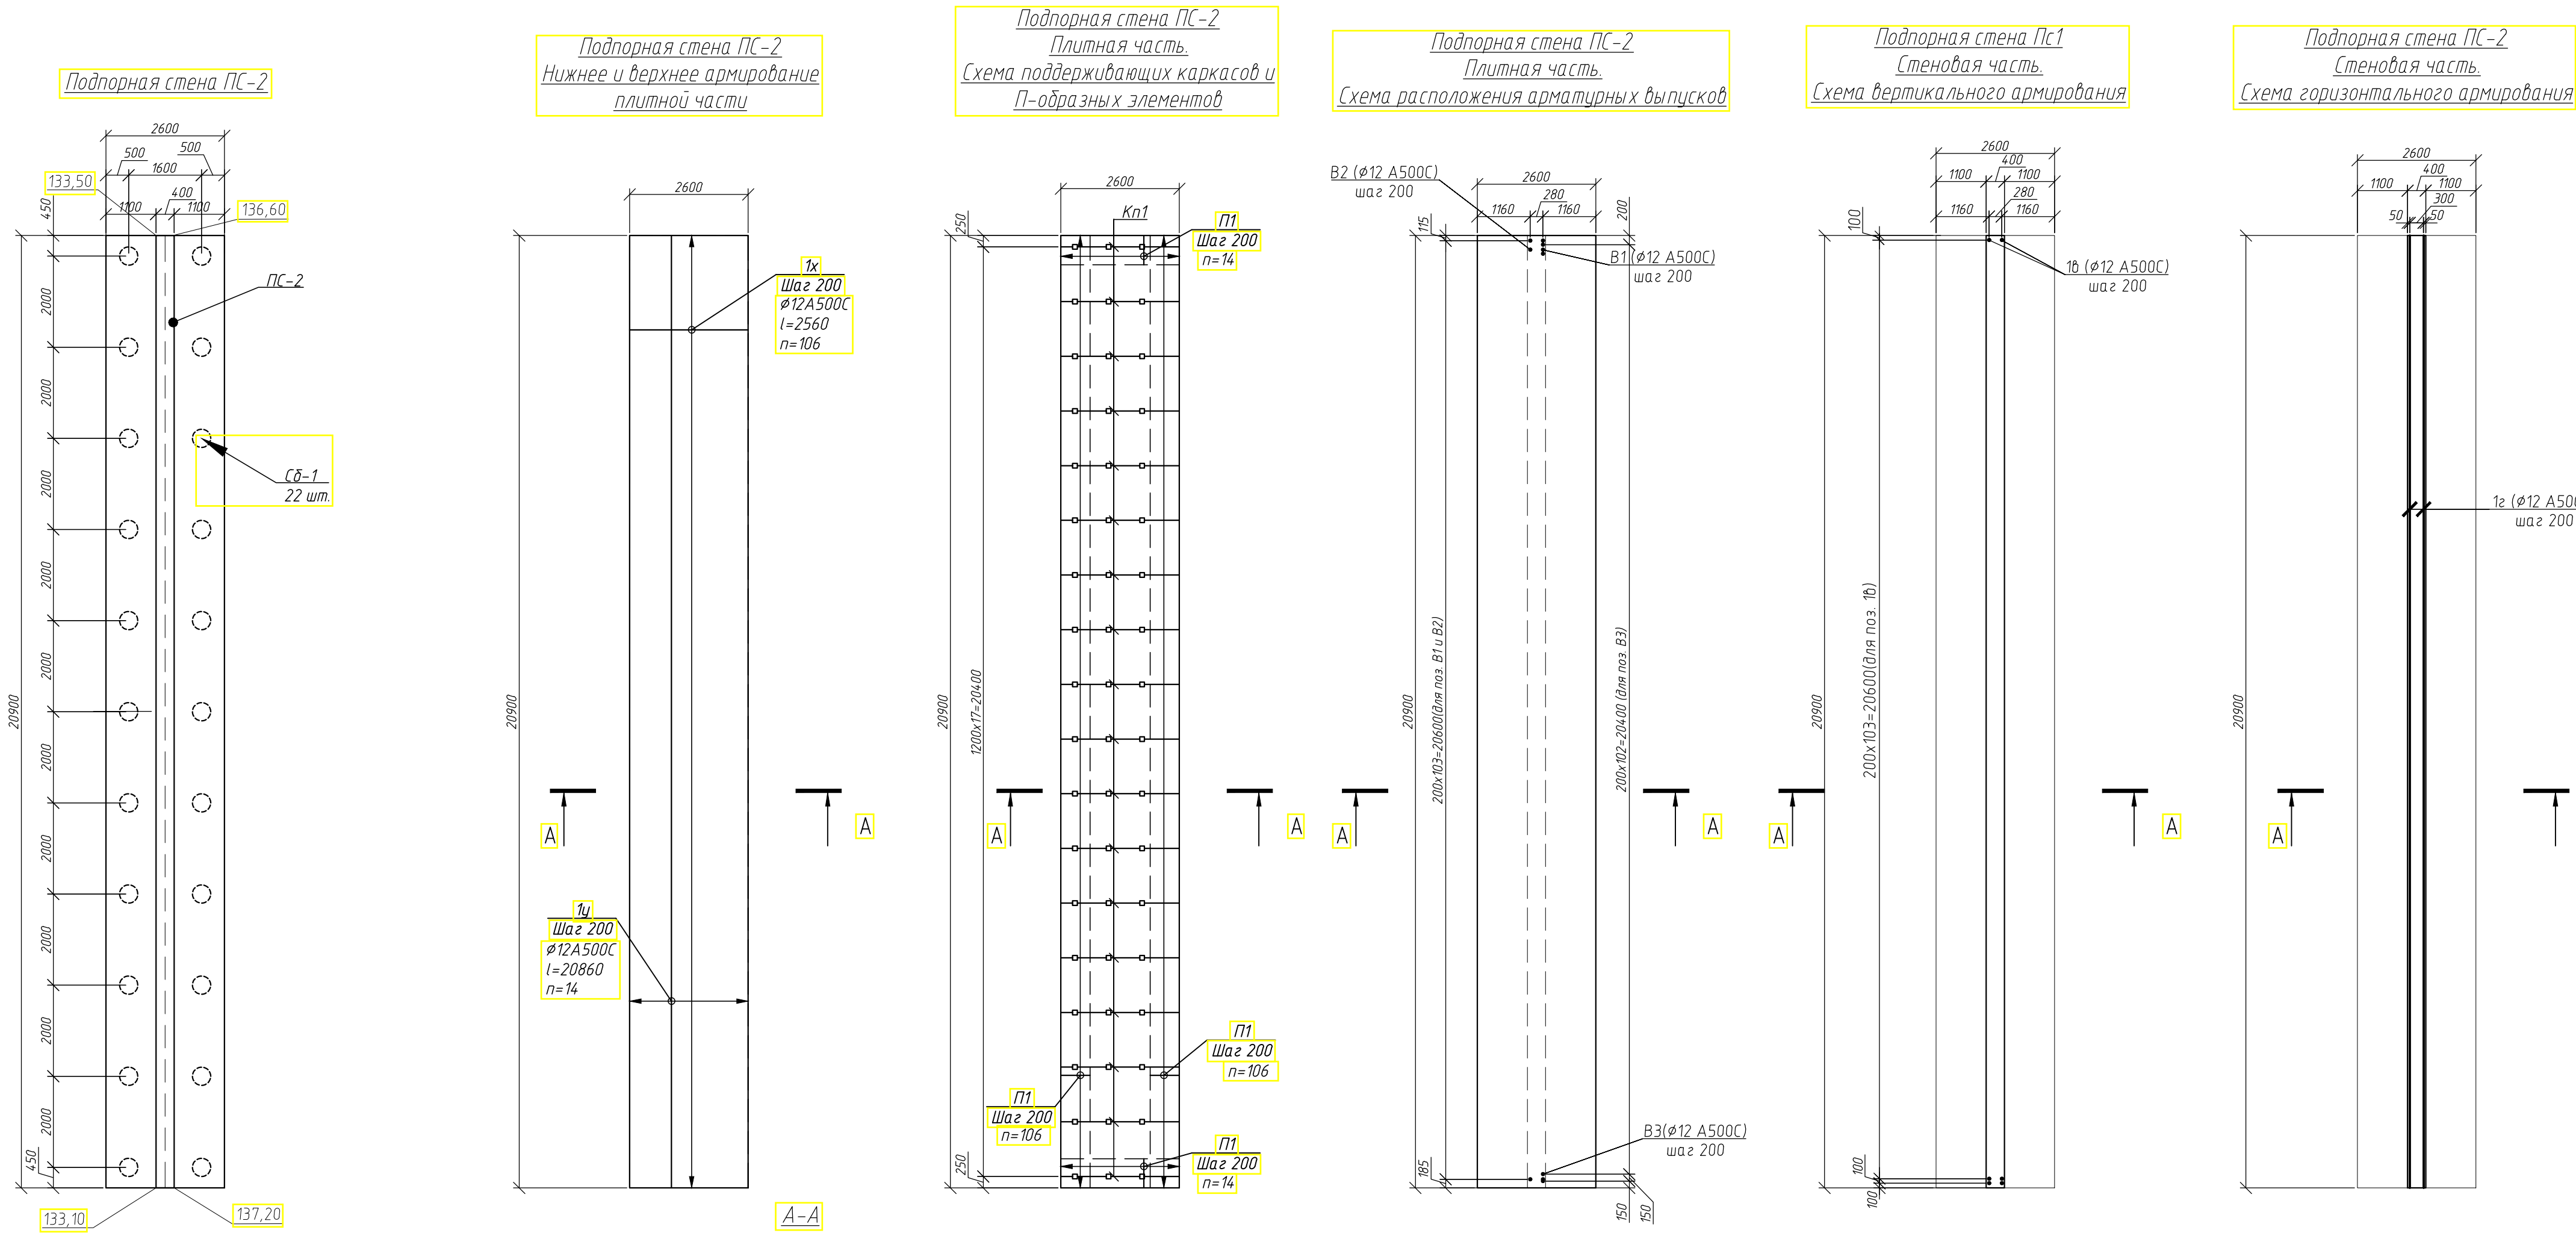 Подпорная стена ПС-2
2600
500
500
1600
133,50
400
1100
1100
136,60
450
ПС-2
2000
2000
2000
Сб-1
22 шт.
2000
2000
2000
20900
2000
2000
2000
2000
450
133,10
137,20
Подпорная стена ПС-2
Нижнее и верхнее армирование
плитной части
2600
1х
Шаг 200
⌀12А500С
l=2560
n=106
20900
А
А
1у
Шаг 200
⌀12А500С
l=20860
n=14
А-А
Подпорная стена ПС-2
Плитная часть.
Схема поддерживающих каркасов и
П-образных элементов
2600
250
Кп1
П1
Шаг 200
n=14
20900
1200х17=20400
А
А
П1
Шаг 200
n=106
П1
Шаг 200
n=106
П1
Шаг 200
n=14
250
Подпорная стена ПС-2
Плитная часть.
Схема расположения арматурных выпусков
В2 (⌀12 А500С)
шаг 200
2600
280
1160
1160
115
200
В1 (⌀12 А500С)
шаг 200
20900
200х103=20600(для поз. В1 и В2)
200х102=20400 (для поз. В3)
А
А
В3(⌀12 А500С)
шаг 200
185
150
150
Подпорная стена Пс1
Стеновая часть.
Схема вертикального армирования
2600
400
1100
1100
280
1160
1160
100
1в (⌀12 А500С)
шаг 200
20900
200х103=20600(для поз. 1в)
А
А
100
100
Подпорная стена ПС-2
Стеновая часть.
Схема горизонтального армирования
2600
400
1100
1100
300
50
50
1г (⌀12 А50
шаг 200
20900
А